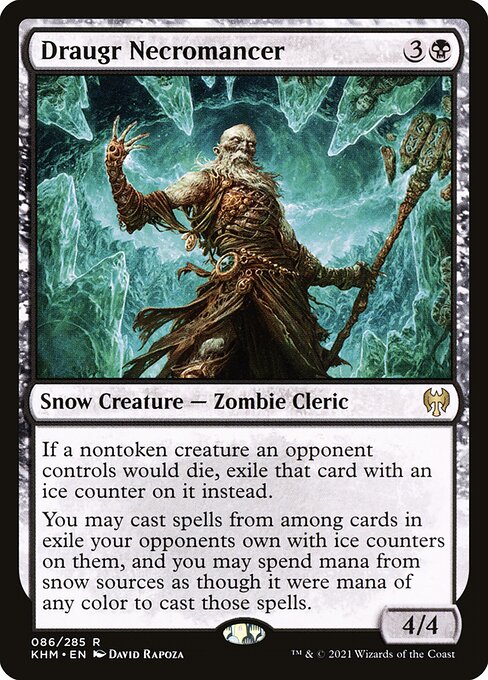 Draugr Necromancer 3
Snow Creature — Zombie Cleric
If a nontoken creature an opponent
controls would die, exile that card with an
ice counter on it instead.
You may cast spells from among cards in
exile your opponents own with ice counters
on them, and you may spend mana from
snow sources as though it were mana of
any color to cast those spells.
4/4
086/285 R
KHM • EN DAVID RAPOZA
™ & © 2021 Wizards of the Coast